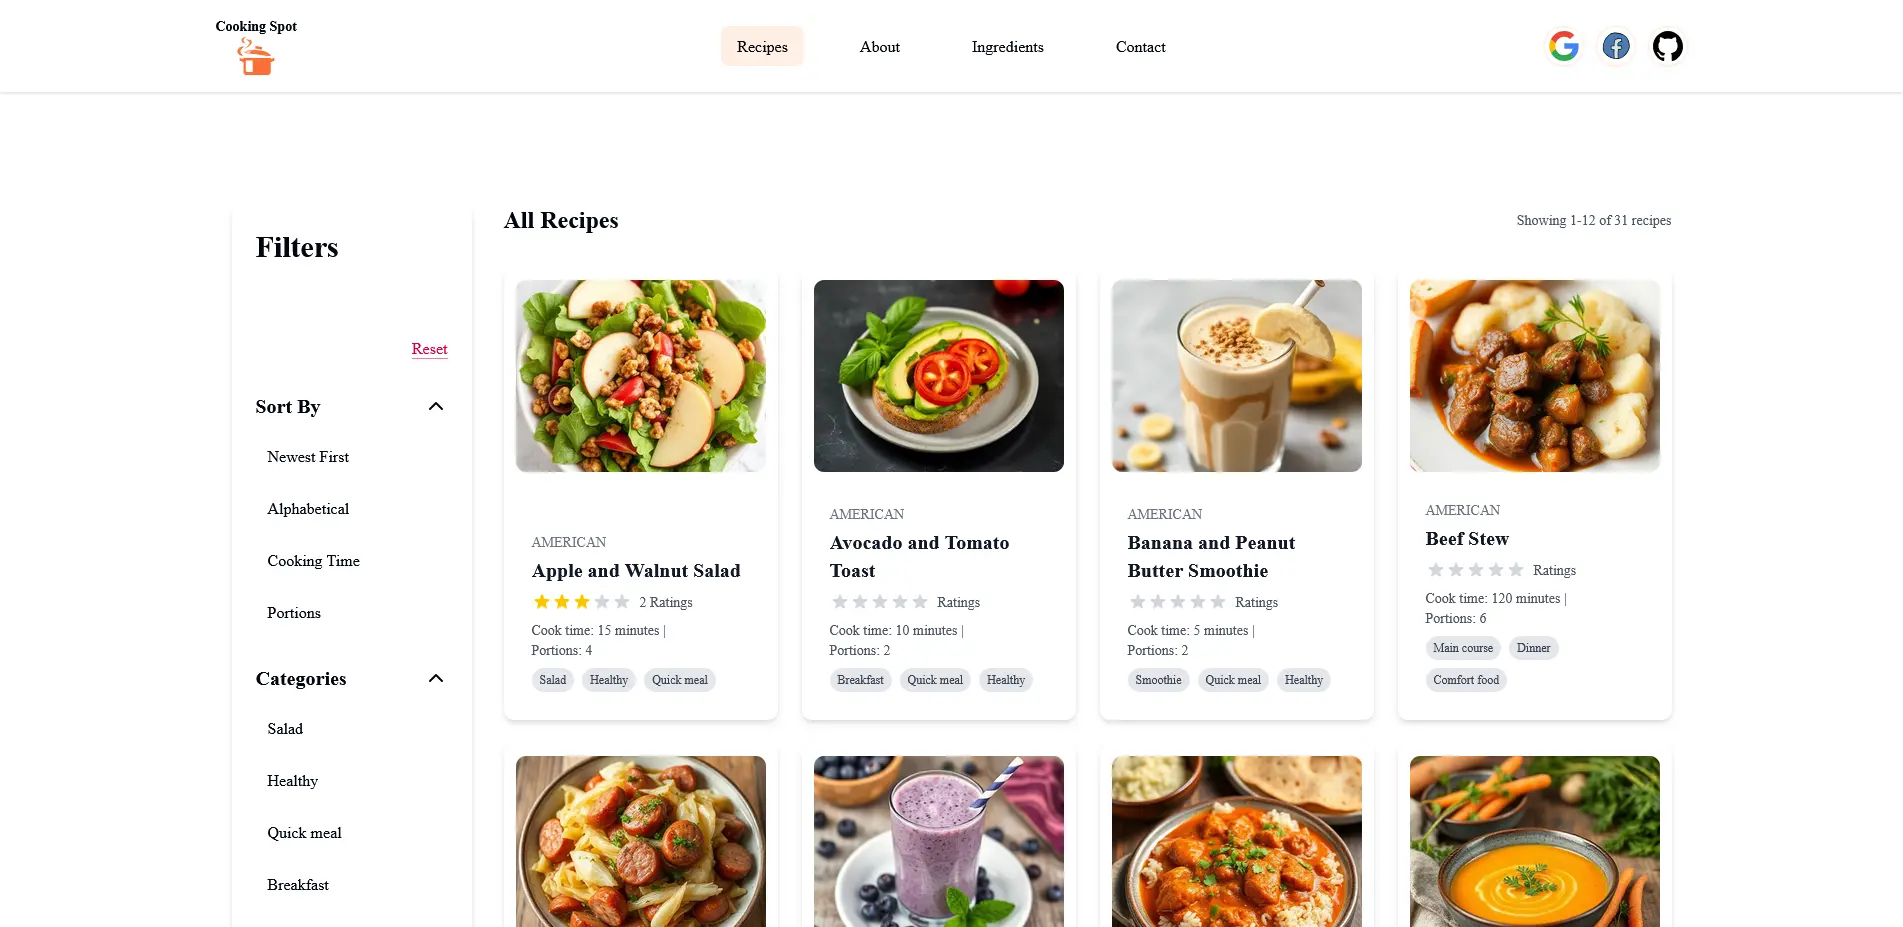 Cooking Spot
Recipes
About
Ingredients
Contact
Filters
Reset
Sort By
Newest First
Alphabetical
Cooking Time
Portions
Categories
Salad
Healthy
Quick meal
Breakfast
All Recipes
Showing 1-12 of 31 recipes
AMERICAN
Apple and Walnut Salad
2 Ratings
Cook time: 15 minutes |
Portions: 4
Salad
Healthy
Quick meal
AMERICAN
Avocado and Tomato
Toast
Ratings
Cook time: 10 minutes |
Portions: 2
Breakfast
Quick meal
Healthy
AMERICAN
Banana and Peanut
Butter Smoothie
Ratings
Cook time: 5 minutes |
Portions: 2
Smoothie
Quick meal
Healthy
AMERICAN
Beef Stew
Ratings
Cook time: 120 minutes |
Portions: 6
Main course
Dinner
Comfort food